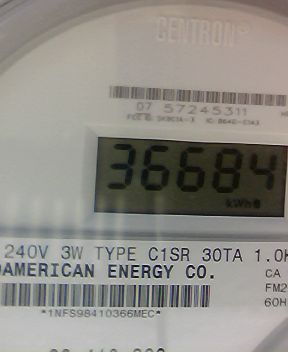 CENTRON®
07 57245311
36684
kWh
240V 3W TYPE C1SR 30TA 1.0
AMERICAN ENERGY CO.
CA
FM2
60H
*1NFS98410366MEC*